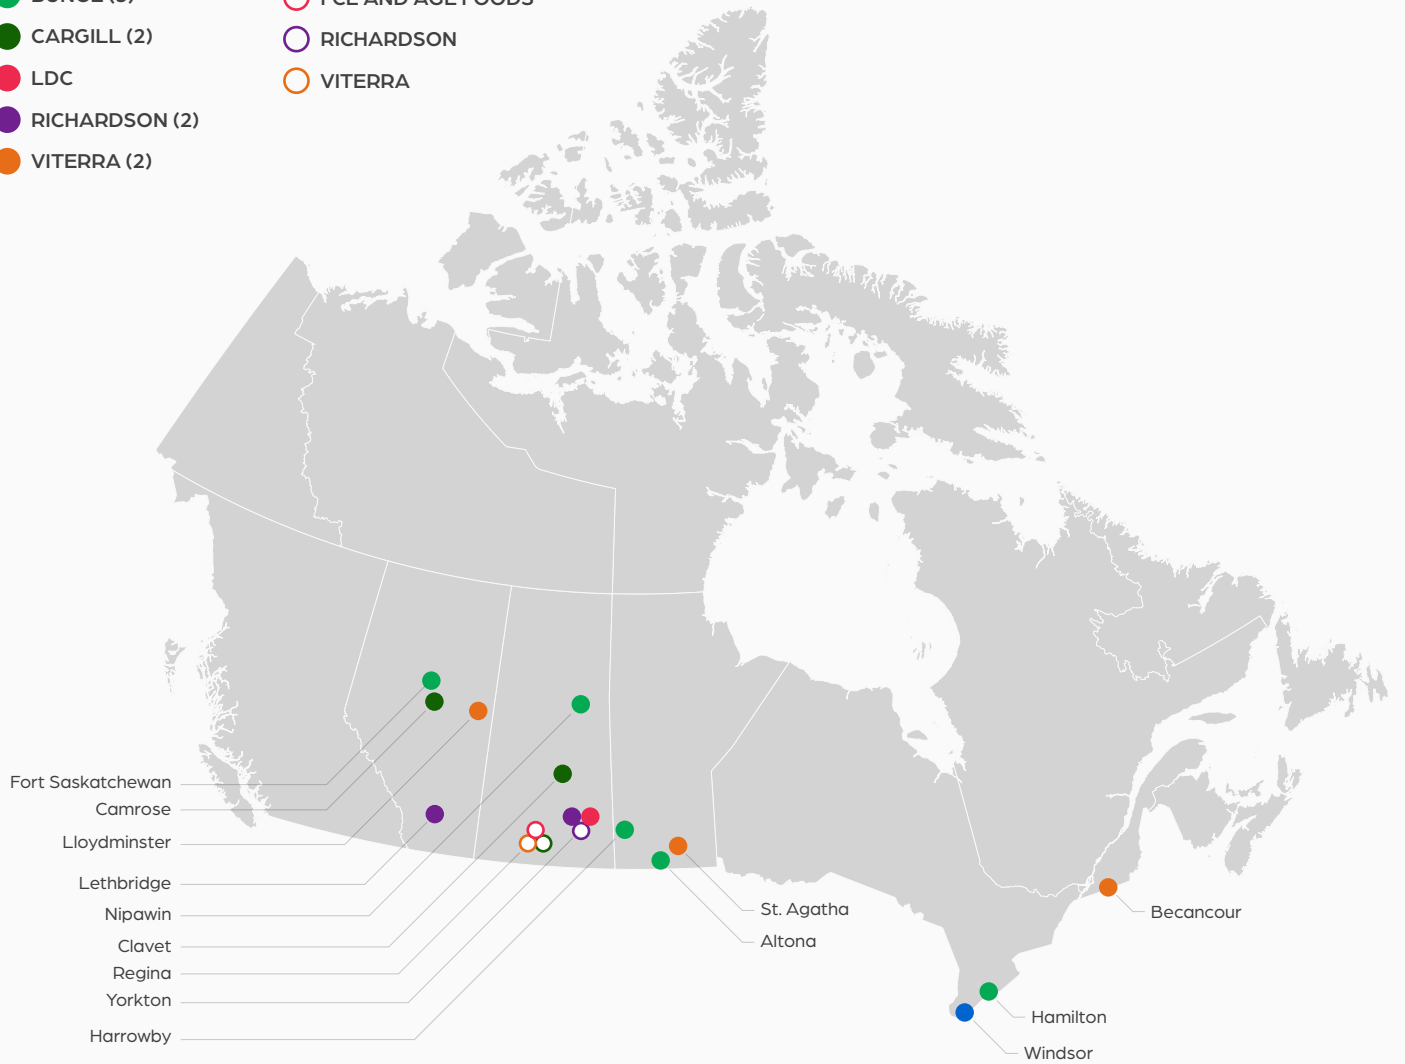 CARGILL (2)
LDC
RICHARDSON (2)
VITERRA (2)
RICHARDSON
VITERRA
Fort Saskatchewan
Camrose
Lloydminster
Lethbridge
Nipawin
Clavet
Regina
Yorkton
Harrowby
St. Agatha
Altona
Becancour
Hamilton
Windsor